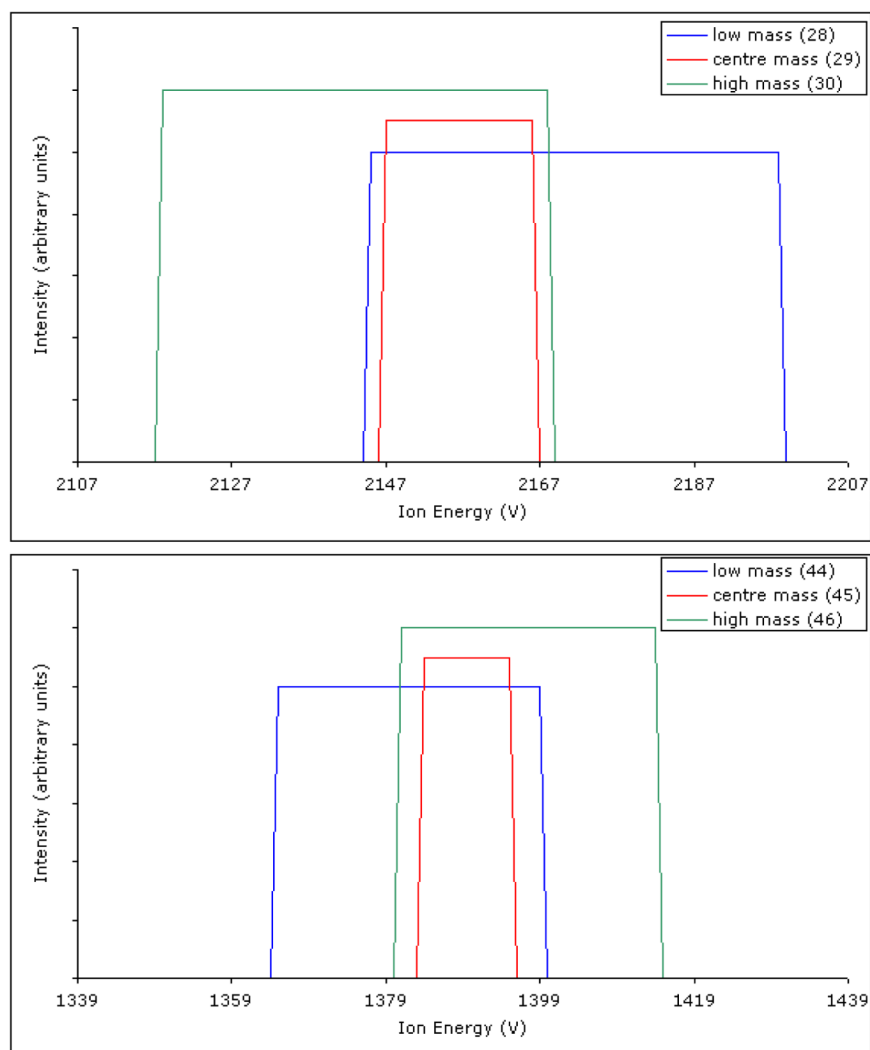 low mass (28)
centre mass (29)
high mass (30)
Intensity (arbitrary units)
2107 2127 2147 2167 2187 2207
Ion Energy (V)
low mass (44)
centre mass (45)
high mass (46)
Intensity (arbitrary units)
1339 1359 1379 1399 1419 1439
Ion Energy (V)